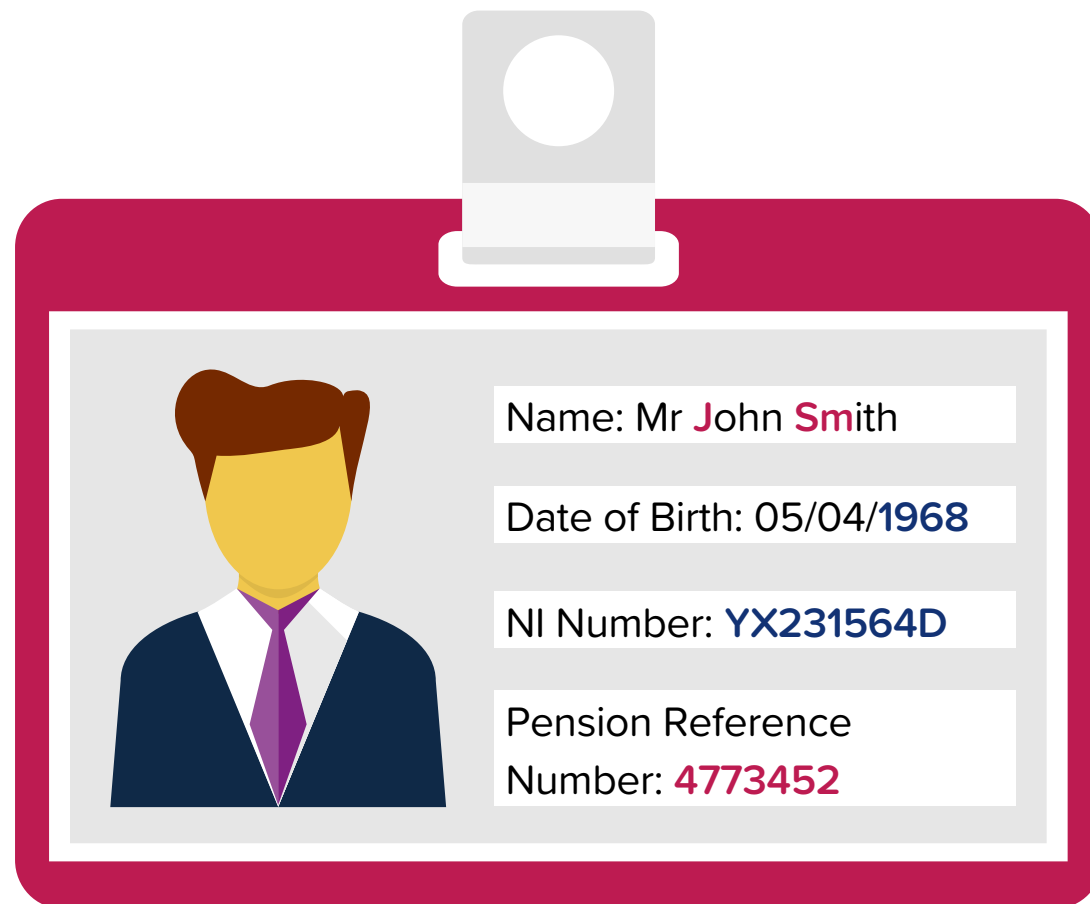 Name: Mr John Smith
Date of Birth: 05/04/1968
NI Number: YX231564D
Pension Reference
Number: 4773452